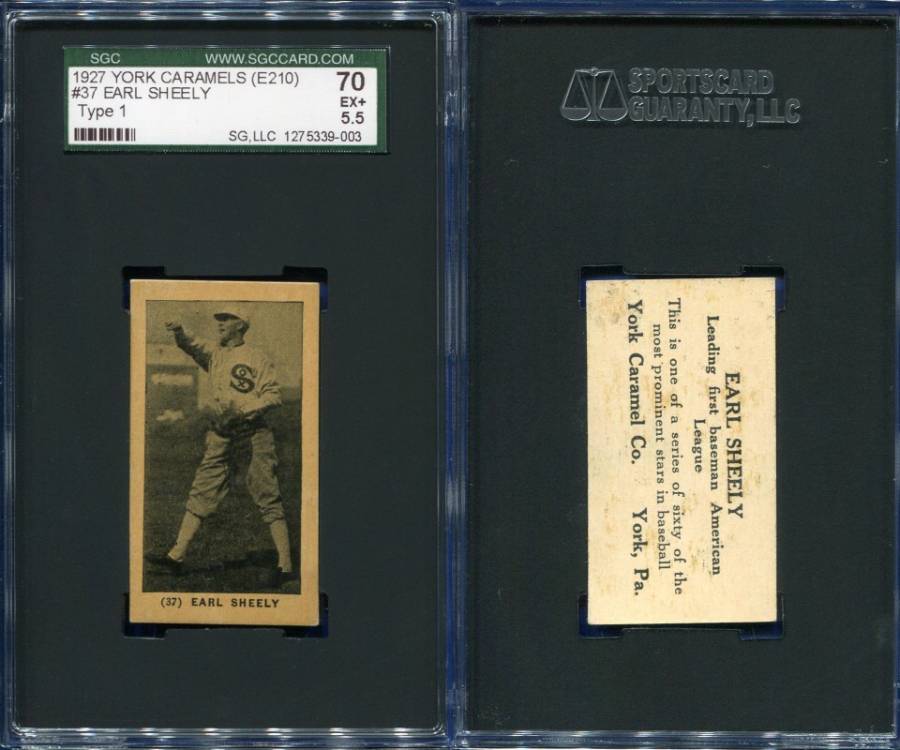 SGC WWW.SGCCARD.COM
1927 YORK CARAMELS (E210) 70
#37 EARL SHEELY EX+
Type 1 5.5
SG,LLC 1275339-003
(37) EARL SHEELY
SPORTSCARD
GUARANTY,LLC
EARL SHEELY
Leading first baseman American
League
This is one of a series of sixty of the
most prominent stars in baseball
York Caramel Co. York, Pa.